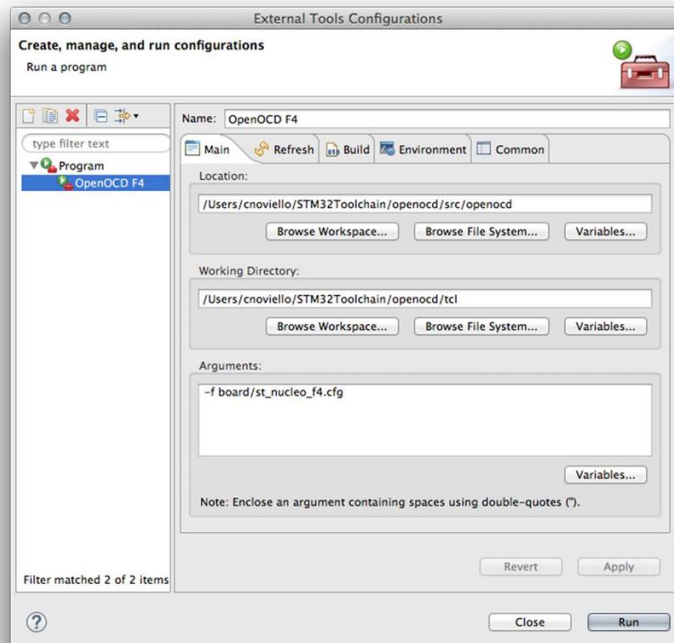 External Tools Configurations
Create, manage, and run configurations
Run a program
type filter text
Program
OpenOCD F4
Filter matched 2 of 2 items
Name: OpenOCD F4
Main Refresh Build Environment Common
Location:
/Users/cnoviello/STM32Toolchain/openocd/src/openocd
Browse Workspace... Browse File System... Variables...
Working Directory:
/Users/cnoviello/STM32Toolchain/openocd/tcl
Browse Workspace... Browse File System... Variables...
Arguments:
-f board/st_nucleo_f4.cfg
Variables...
Note: Enclose an argument containing spaces using double-quotes (").
Revert Apply
? Close Run